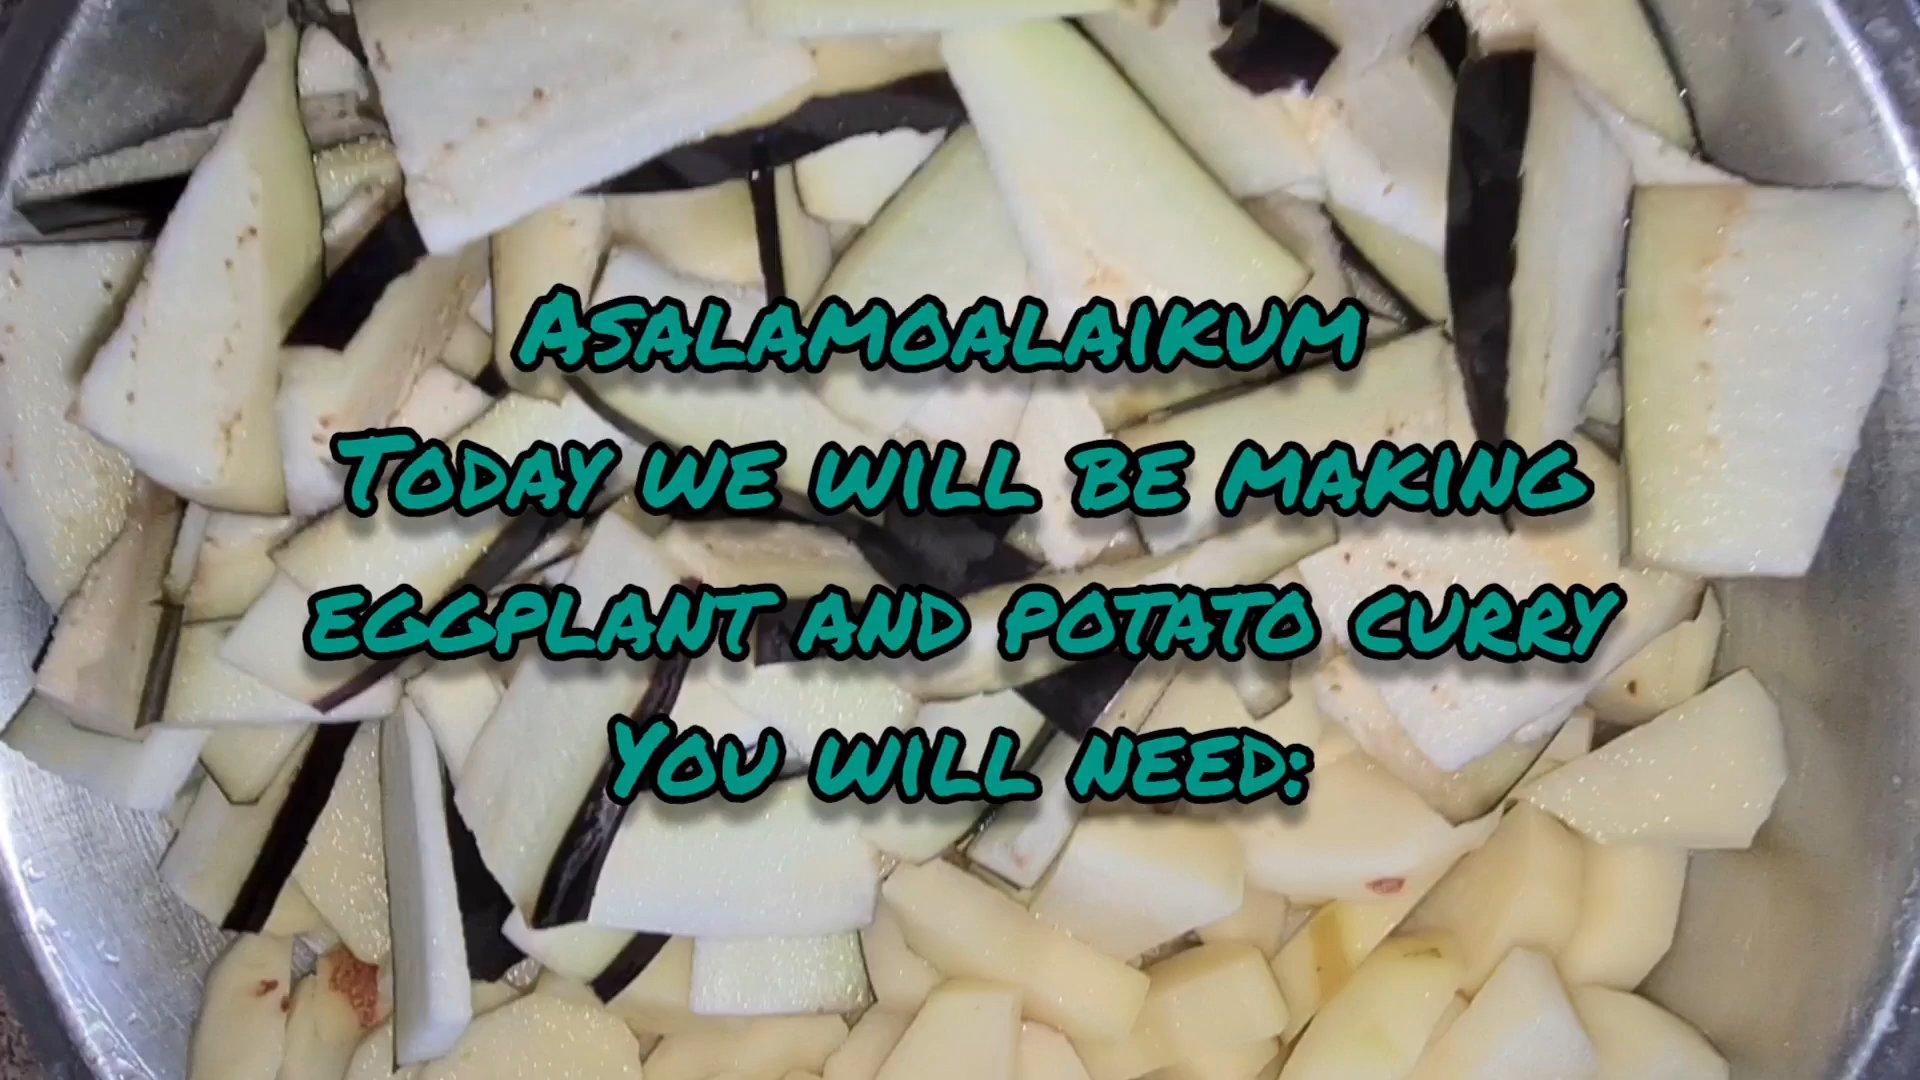 Asalamoalaikum
Today we will be making
eggplant and potato curry
You will need: